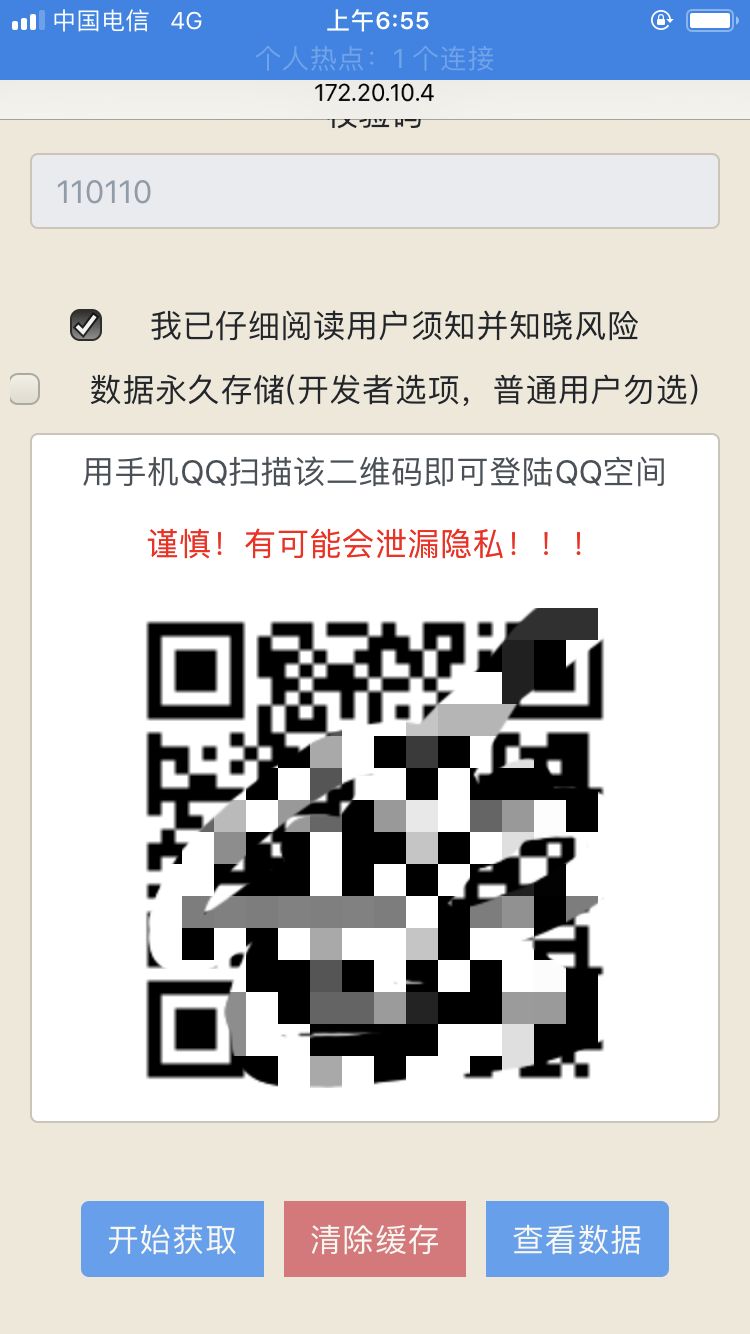 中国电信 4G 上午6:55
个人热点：1 个连接
172.20.10.4
校验码
110110
我已仔细阅读用户须知并知晓风险
数据永久存储(开发者选项，普通用户勿选)
用手机QQ扫描该二维码即可登陆QQ空间
谨慎！有可能会泄漏隐私！！！
开始获取 清除缓存 查看数据